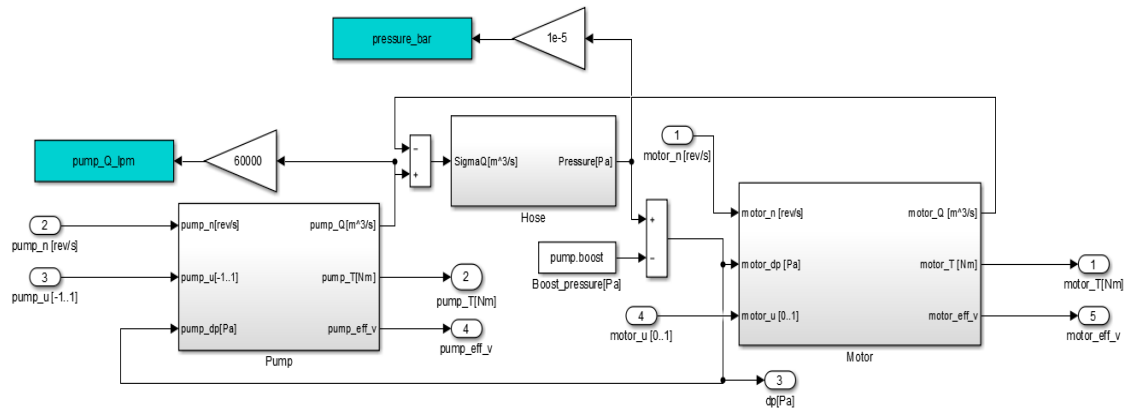 pressure_bar
1e-5
pump_Q_lpm
60000
−
+
SigmaQ[m^3/s]
Pressure[Pa]
Hose
1
motor_n [rev/s]
2
pump_n [rev/s]
3
pump_u [-1..1]
pump_n[rev/s]
pump_Q[m^3/s]
pump_u[-1..1]
pump_T[Nm]
pump_dp[Pa]
pump_eff_v
Pump
2
pump_T[Nm]
4
pump_eff_v
+
−
pump.boost
Boost_pressure[Pa]
4
motor_u [0..1]
motor_n [rev/s]
motor_Q [m^3/s]
motor_dp [Pa]
motor_T [Nm]
motor_u [0..1]
motor_eff_v
Motor
1
motor_T[Nm]
5
motor_eff_v
3
dp[Pa]